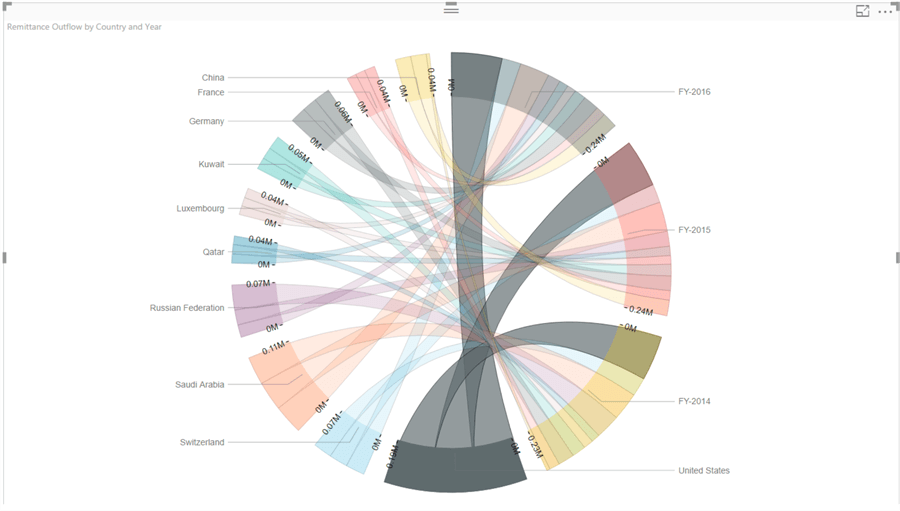 Remittance Outflow by Country and Year
China
France
Germany
Kuwait
Luxembourg
Qatar
Russian Federation
Saudi Arabia
Switzerland
FY-2016
FY-2015
FY-2014
United States
0.04M
0M
0.04M
0M
0.06M
0M
0.05M
0M
0.04M
0M
0.04M
0M
0.07M
0M
0.11M
0M
0.07M
0M
0M
0M
0.24M
0M
0.24M
0M
0.23M